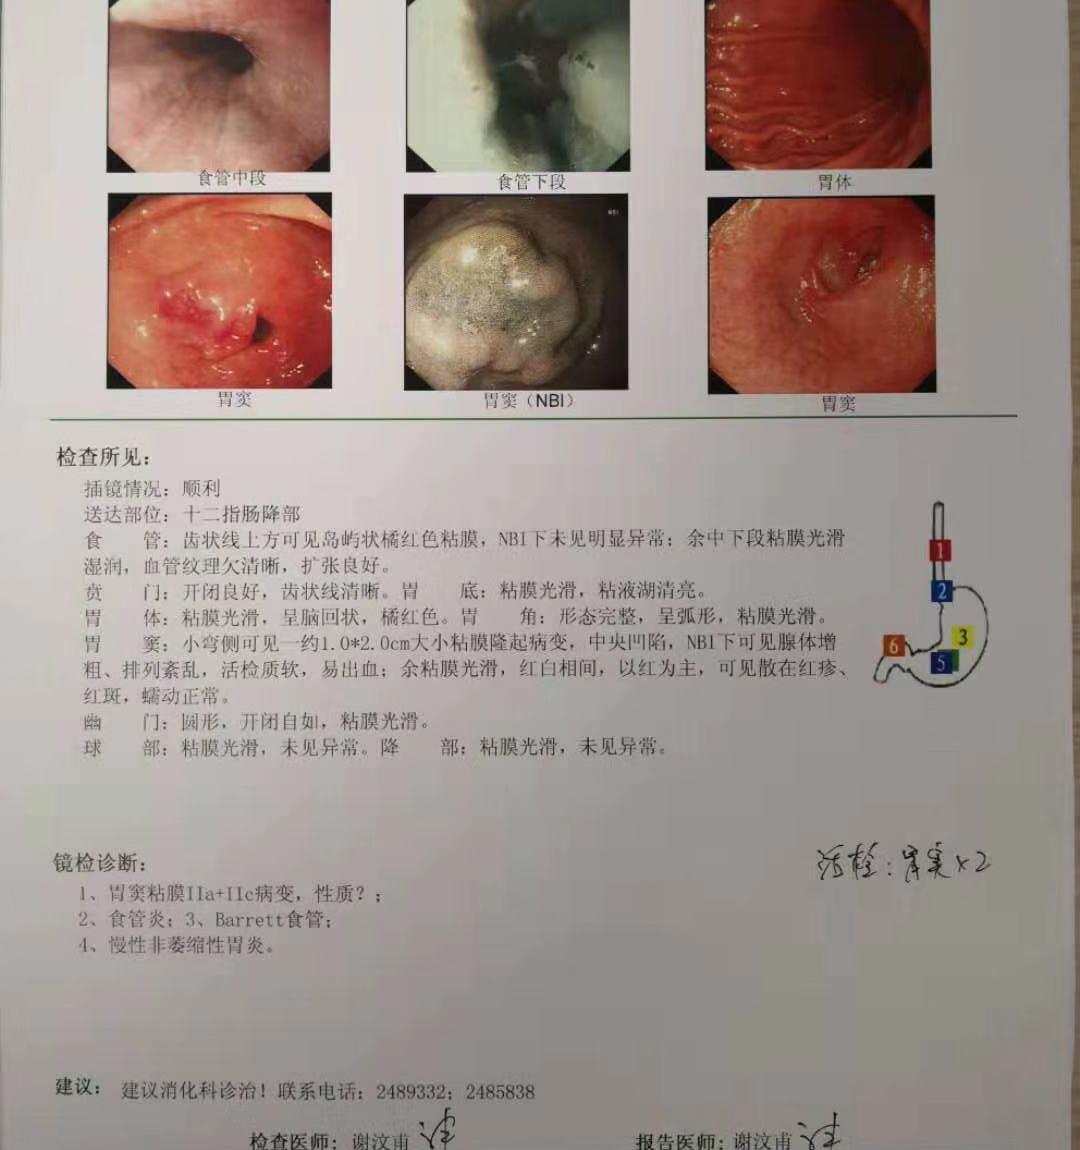 食管中段
食管下段
胃体
NBI
胃窦
胃窦（NBI）
胃窦
检查所见：
插镜情况：顺利
送达部位：十二指肠降部
食 管：齿状线上方可见岛屿状橘红色粘膜，NBI下未见明显异常；余中下段粘膜光滑
湿润，血管纹理欠清晰，扩张良好。
贲 门：开闭良好，齿状线清晰。胃 底：粘膜光滑，粘液湖清亮。
胃 体：粘膜光滑，呈脑回状，橘红色。胃 角：形态完整，呈弧形，粘膜光滑。
胃 窦：小弯侧可见一约1.0*2.0cm大小粘膜隆起病变，中央凹陷，NBI下可见腺体增
粗、排列紊乱，活检质软，易出血；余粘膜光滑，红白相间，以红为主，可见散在红疹、
红斑，蠕动正常。
幽 门：圆形，开闭自如，粘膜光滑。
球 部：粘膜光滑，未见异常。降 部：粘膜光滑，未见异常。
1
2
3
6
5
镜检诊断：
活检：胃窦×2
1、胃窦粘膜IIa+IIc病变，性质？；
2、食管炎；3、Barrett食管；
4、慢性非萎缩性胃炎。
建议： 建议消化科诊治！联系电话：2489332；2485838
检查医师：谢汶甫
报告医师：谢汶甫